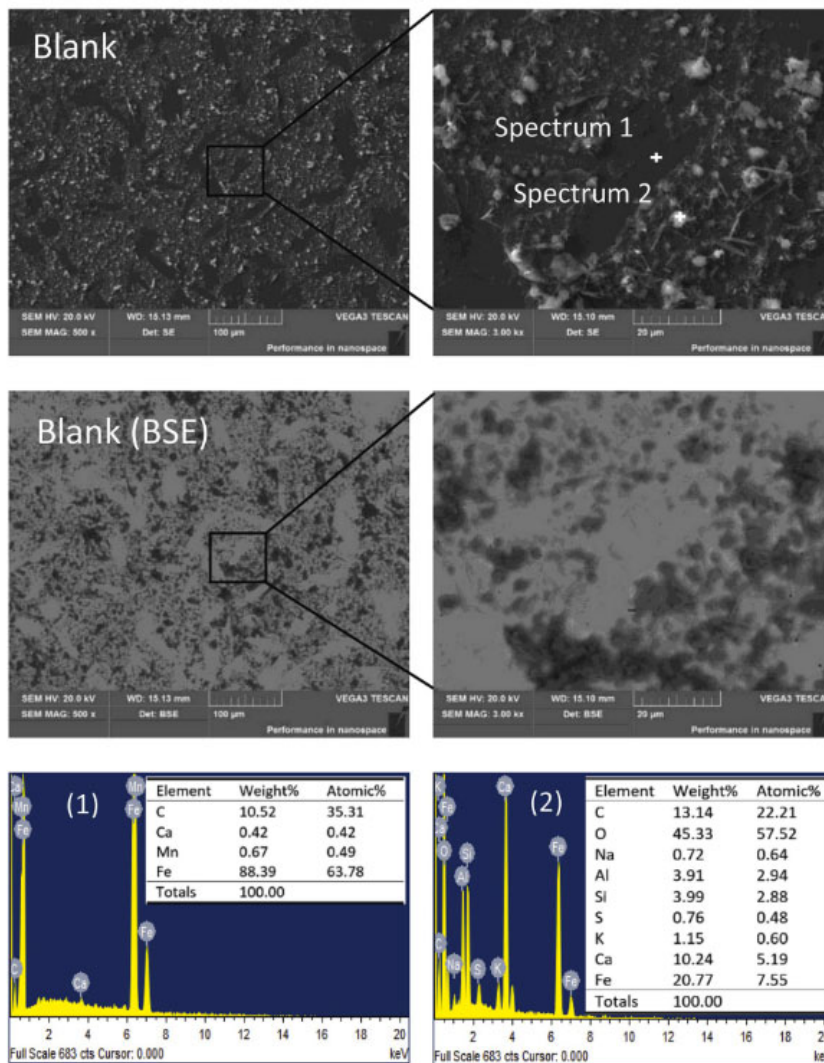 Blank
Spectrum 1
Spectrum 2
SEM HV: 20.0 kV WD: 15.13 mm VEGA3 TESCAN
SEM MAG: 500 x Det: SE 100 µm
Performance in nanospace
SEM HV: 20.0 kV WD: 15.10 mm VEGA3 TESCAN
SEM MAG: 3.00 kx Det: SE 20 µm
Performance in nanospace
Blank (BSE)
SEM HV: 20.0 kV WD: 15.13 mm VEGA3 TESCAN
SEM MAG: 500 x Det: BSE 100 µm
Performance in nanospace
SEM HV: 20.0 kV WD: 15.10 mm VEGA3 TESCAN
SEM MAG: 3.00 kx Det: BSE 20 µm
Performance in nanospace
(1)
Ca
Mn
Fe
C
Ca
Mn
Fe
Fe
Element Weight% Atomic%
C 10.52 35.31
Ca 0.42 0.42
Mn 0.67 0.49
Fe 88.39 63.78
Totals 100.00
2 4 6 8 10 12 14 16 18 20
Full Scale 683 cts Cursor: 0.000 keV
(2)
K
Fe
Ca
O
C
Na
Al
Si
S
K
Ca
Fe
Fe
Element Weight% Atomic%
C 13.14 22.21
O 45.33 57.52
Na 0.72 0.64
Al 3.91 2.94
Si 3.99 2.88
S 0.76 0.48
K 1.15 0.60
Ca 10.24 5.19
Fe 20.77 7.55
Totals 100.00
2 4 6 8 10 12 14 16 18 20
Full Scale 683 cts Cursor: 0.000